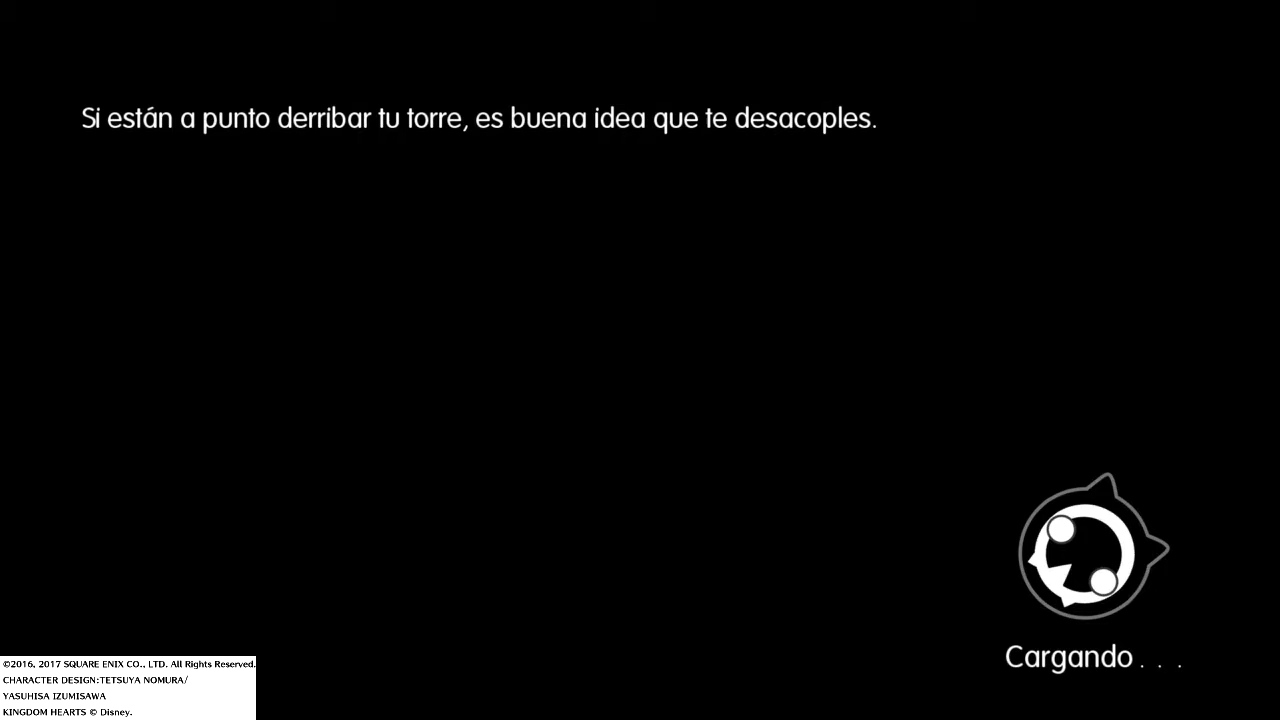 Si están a punto derribar tu torre, es buena idea que te desacoples.
Cargando . . .
©2016, 2017 SQUARE ENIX CO., LTD. All Rights Reserved.
CHARACTER DESIGN:TETSUYA NOMURA/
YASUHISA IZUMISAWA
KINGDOM HEARTS © Disney.